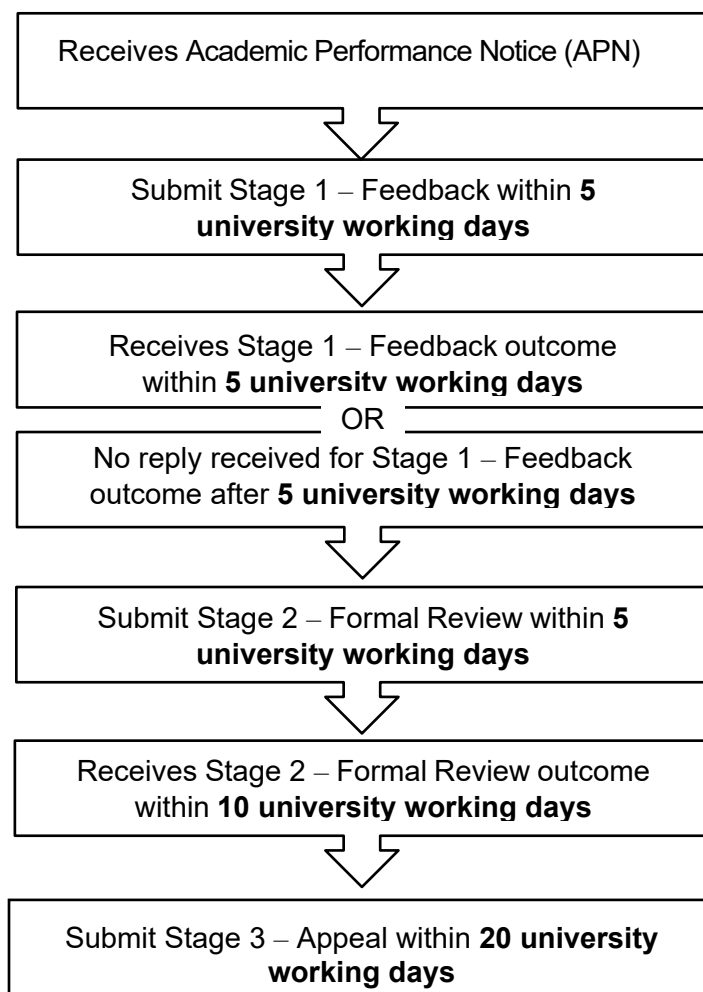 Receives Academic Performance Notice (APN)
Submit Stage 1 – Feedback within 5
university working days
Receives Stage 1 – Feedback outcome
within 5 university working days
OR
No reply received for Stage 1 – Feedback
outcome after 5 university working days
Submit Stage 2 – Formal Review within 5
university working days
Receives Stage 2 – Formal Review outcome
within 10 university working days
Submit Stage 3 – Appeal within 20 university
working days